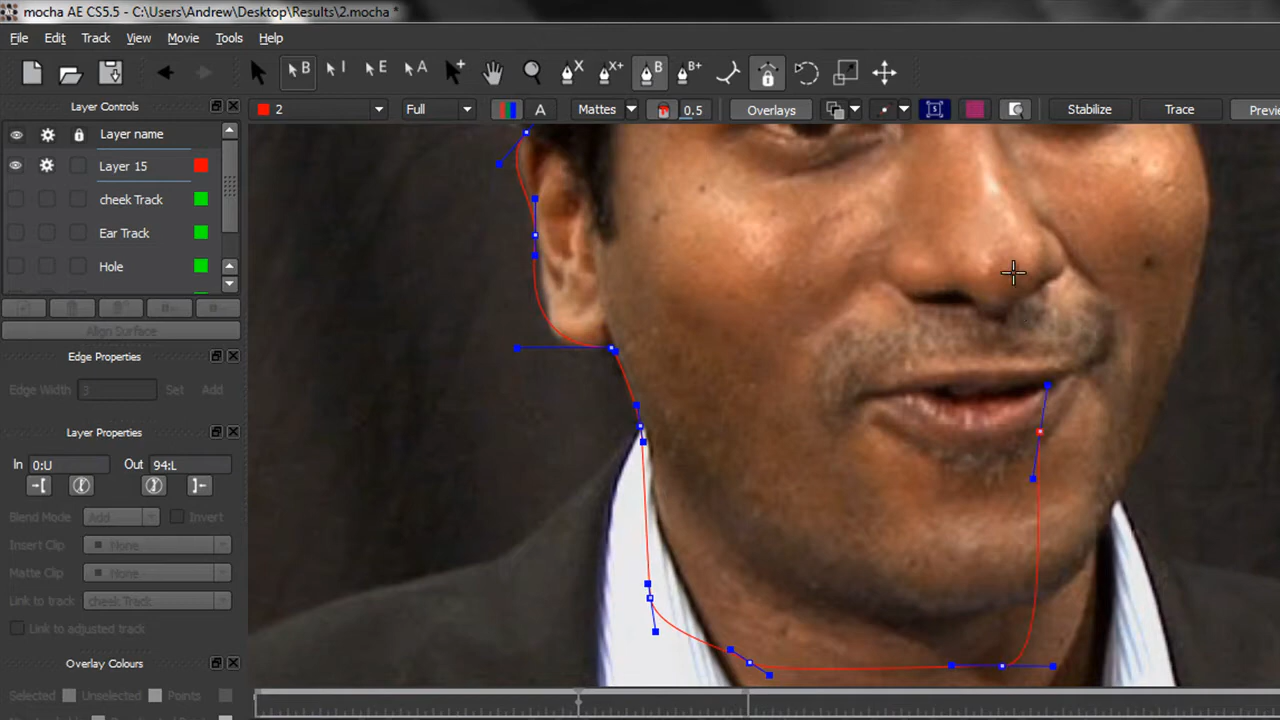 mocha AE CS5.5 - C:\Users\Andrew\Desktop\Results\2.mocha *
File Edit Track View Movie Tools Help
B I E A X X+ B B+
2 Full A Mattes 0.5 Overlays Stabilize Trace Previ
Layer Controls
Layer name
Layer 15
cheek Track
Ear Track
Hole
Align Surface
Edge Properties
Edge Width 3 Set Add
Layer Properties
In 0:U Out 94:L
Blend Mode Add Invert
Insert Clip None
Matte Clip None
Link to track cheek Track
Link to adjusted track
Overlay Colours
Selected Unselected Points